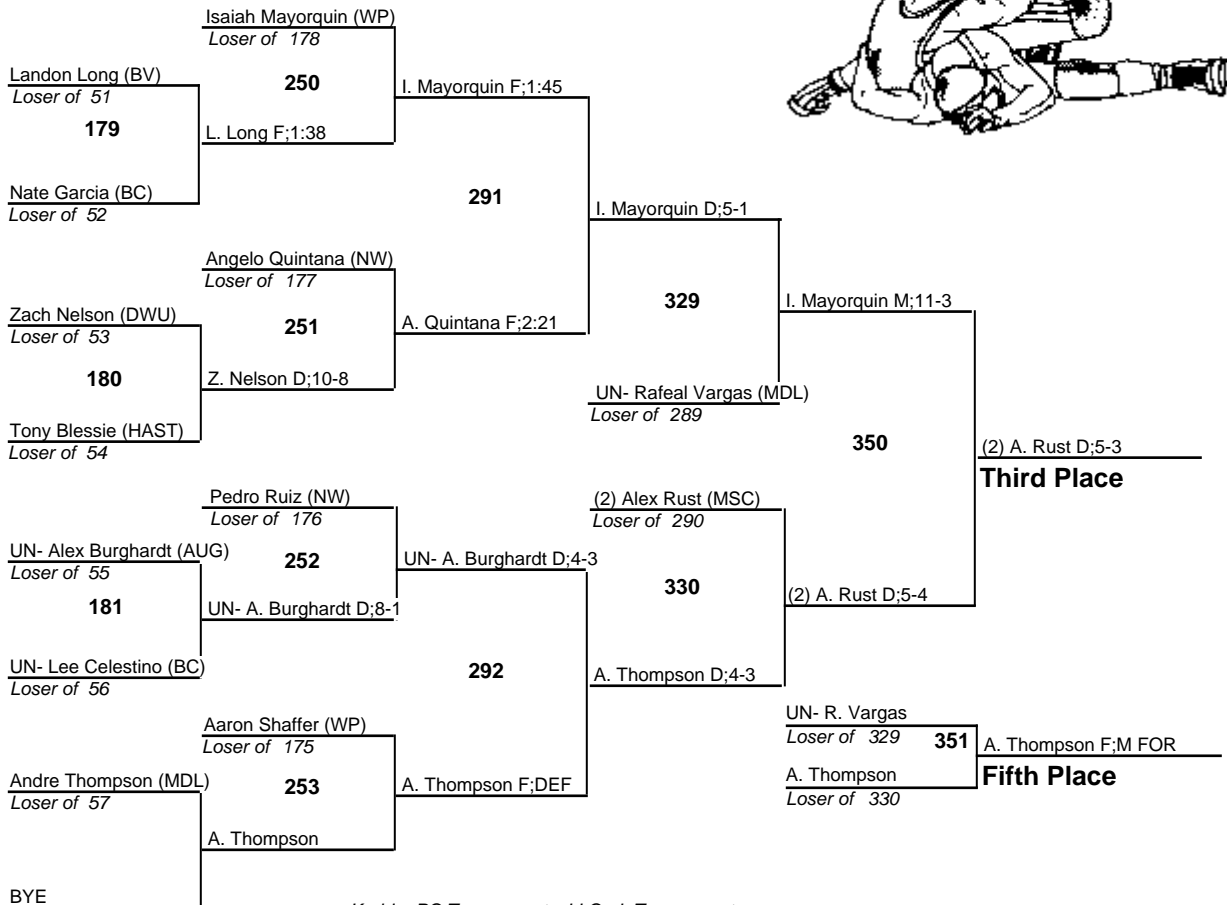 Isaiah Mayorquin (WP)
Loser of 178
Landon Long (BV)
Loser of 51
250
I. Mayorquin F;1:45
179
L. Long F;1:38
Nate Garcia (BC)
Loser of 52
291
I. Mayorquin D;5-1
Angelo Quintana (NW)
Loser of 177
Zach Nelson (DWU)
Loser of 53
251
A. Quintana F;2:21
329
I. Mayorquin M;11-3
180
Z. Nelson D;10-8
UN- Rafeal Vargas (MDL)
Loser of 289
Tony Blessie (HAST)
Loser of 54
350
(2) A. Rust D;5-3
Third Place
Pedro Ruiz (NW)
Loser of 176
(2) Alex Rust (MSC)
Loser of 290
UN- Alex Burghardt (AUG)
Loser of 55
252
UN- A. Burghardt D;4-3
330
181
UN- A. Burghardt D;8-1
(2) A. Rust D;5-4
UN- Lee Celestino (BC)
Loser of 56
292
A. Thompson D;4-3
Aaron Shaffer (WP)
Loser of 175
UN- R. Vargas
Loser of 329
351
A. Thompson F;M FOR
Fifth Place
Andre Thompson (MDL)
Loser of 57
253
A. Thompson F;DEF
A. Thompson
Loser of 330
A. Thompson
BYE